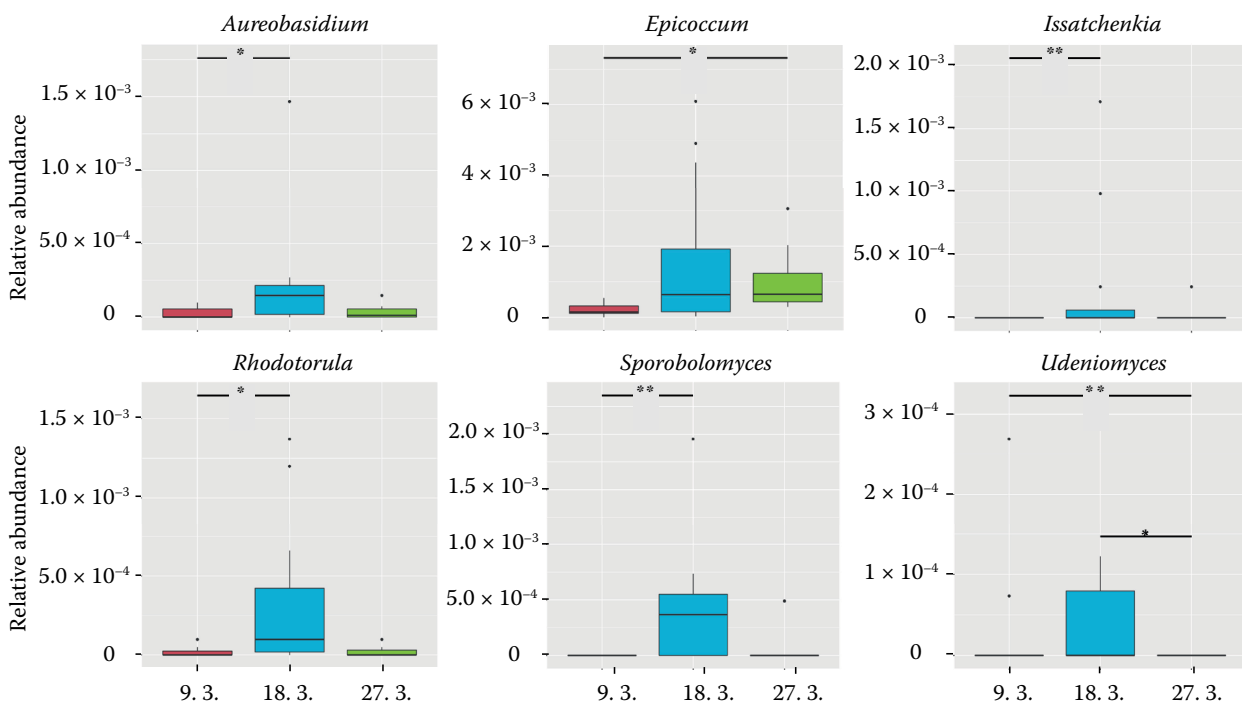 Aureobasidium
Epicoccum
Issatchenkia
Relative abundance
1.5 × 10⁻³
1.0 × 10⁻³
5.0 × 10⁻⁴
0
*
6 × 10⁻³
4 × 10⁻³
2 × 10⁻³
0
*
2.0 × 10⁻³
1.5 × 10⁻³
1.0 × 10⁻³
5.0 × 10⁻⁴
0
**
Rhodotorula
Sporobolomyces
Udeniomyces
Relative abundance
1.5 × 10⁻³
1.0 × 10⁻³
5.0 × 10⁻⁴
0
*
2.0 × 10⁻³
1.5 × 10⁻³
1.0 × 10⁻³
5.0 × 10⁻⁴
0
**
3 × 10⁻⁴
2 × 10⁻⁴
1 × 10⁻⁴
0
**
*
9. 3. 18. 3. 27. 3.
9. 3. 18. 3. 27. 3.
9. 3. 18. 3. 27. 3.